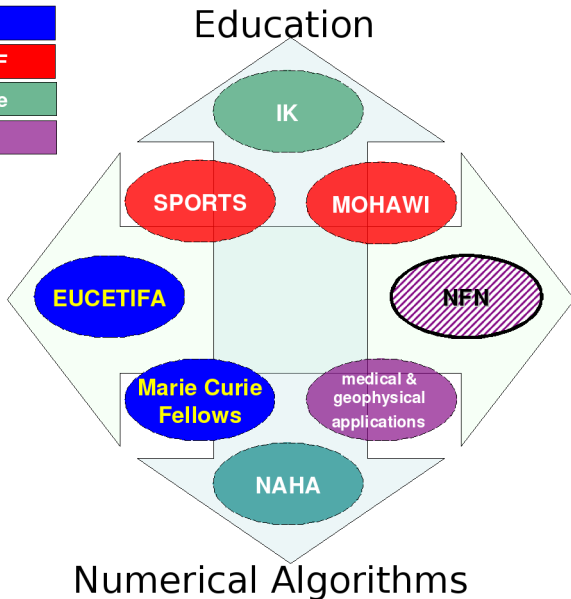 Education
F
e
IK
SPORTS
MOHAWI
EUCETIFA
NFN
Marie Curie
Fellows
medical &
geophysical
applications
NAHA
Numerical Algorithms